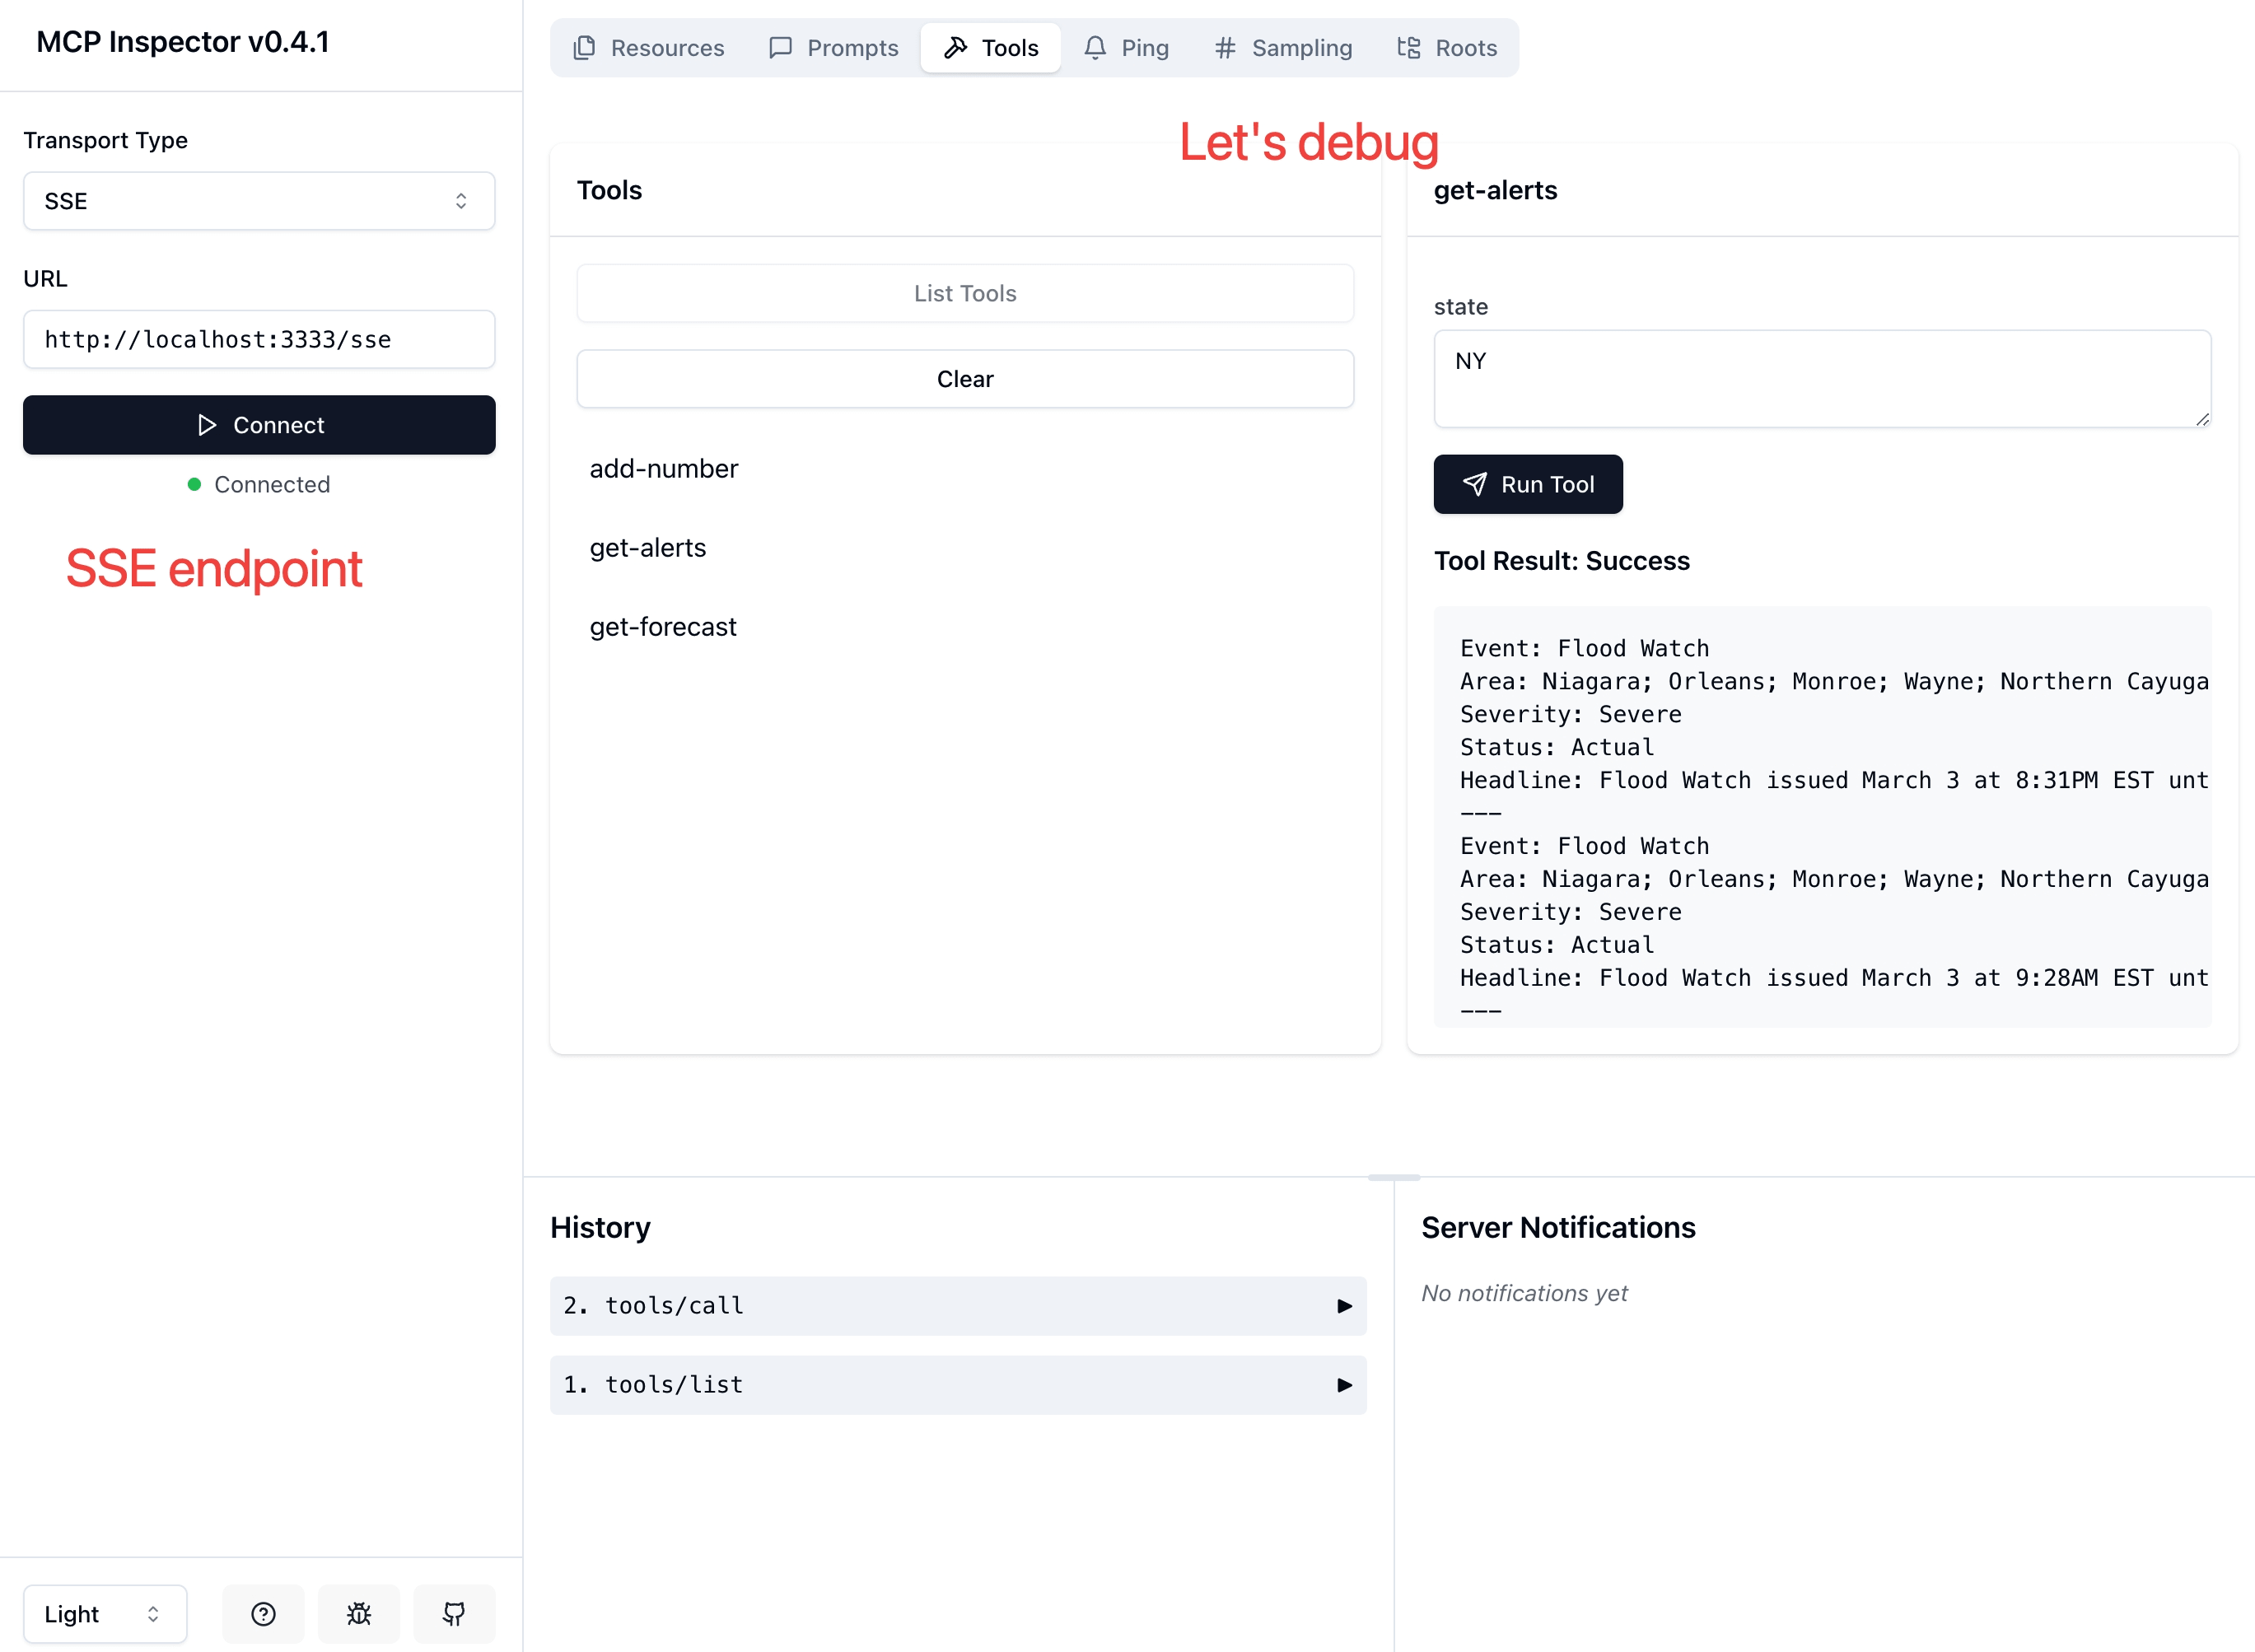 MCP Inspector v0.4.1
Transport Type
SSE
URL
http://localhost:3333/sse
Connect
Connected
SSE endpoint
Light
Resources
Prompts
Tools
Ping
Sampling
Roots
Let's debug
Tools
List Tools
Clear
add-number
get-alerts
get-forecast
get-alerts
state
NY
Run Tool
Tool Result: Success
Event: Flood Watch
Area: Niagara; Orleans; Monroe; Wayne; Northern Cayuga
Severity: Severe
Status: Actual
Headline: Flood Watch issued March 3 at 8:31PM EST unt
---
Event: Flood Watch
Area: Niagara; Orleans; Monroe; Wayne; Northern Cayuga
Severity: Severe
Status: Actual
Headline: Flood Watch issued March 3 at 9:28AM EST unt
---
History
2. tools/call
1. tools/list
Server Notifications
No notifications yet